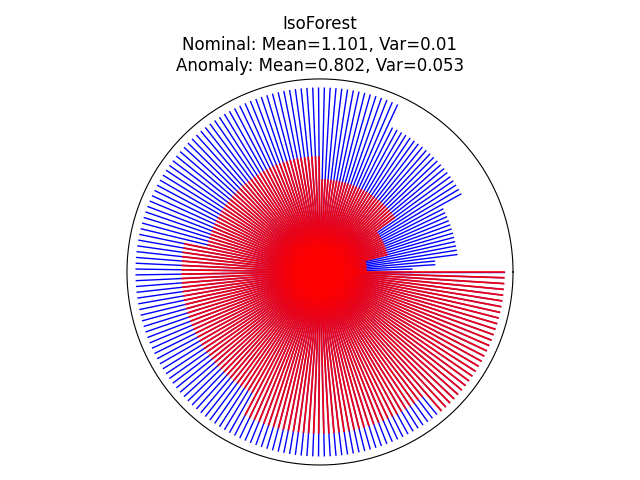 IsoForest
Nominal: Mean=1.101, Var=0.01
Anomaly: Mean=0.802, Var=0.053